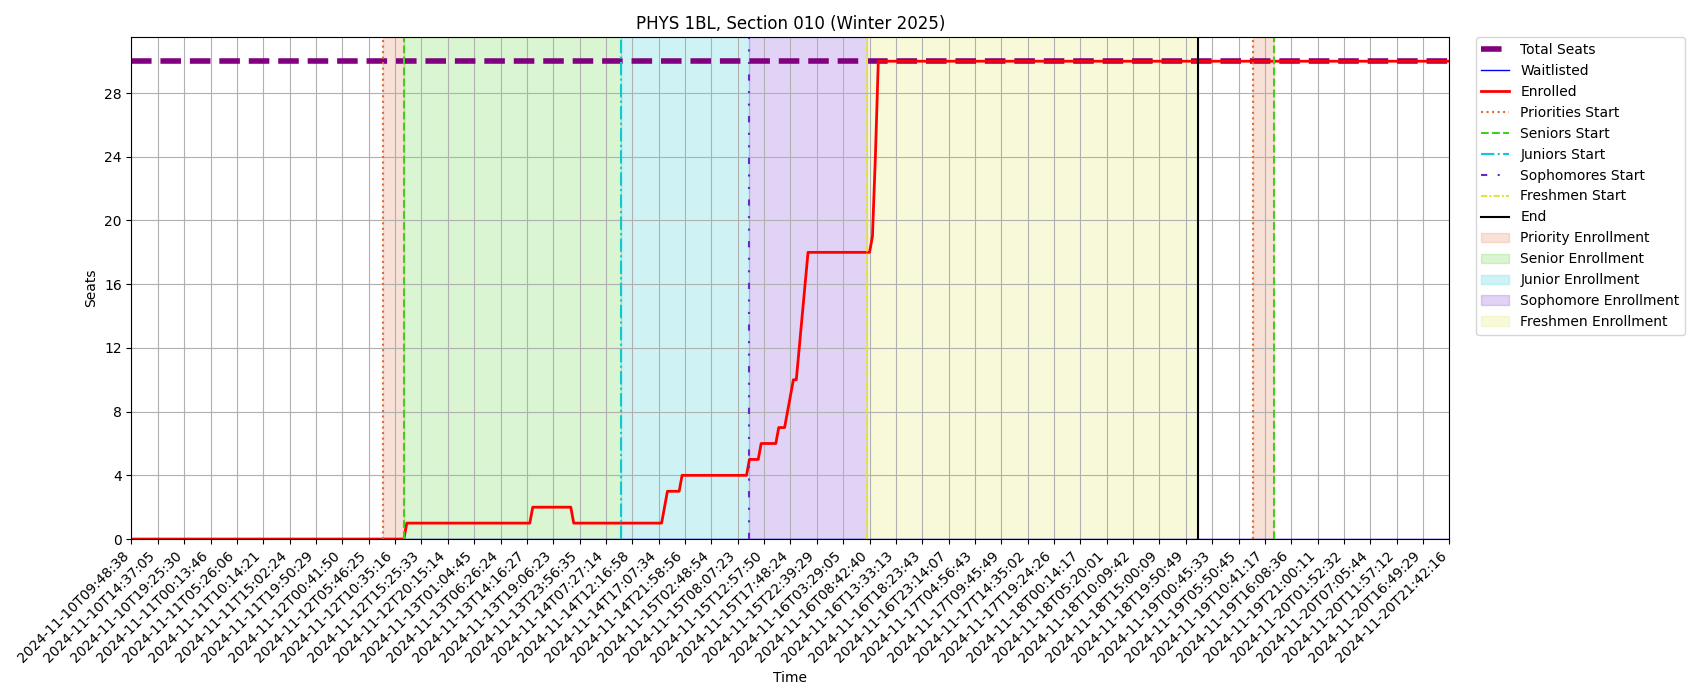 PHYS 1BL, Section 010 (Winter 2025)
Seats
28
24
20
16
12
8
4
0
2024-11-10T09:48:38
2024-11-10T14:37:05
2024-11-10T19:25:30
2024-11-11T00:13:46
2024-11-11T05:26:06
2024-11-11T10:14:21
2024-11-11T15:02:24
2024-11-11T19:50:29
2024-11-12T00:41:50
2024-11-12T05:46:25
2024-11-12T10:35:16
2024-11-12T15:25:33
2024-11-12T20:15:14
2024-11-13T01:04:45
2024-11-13T06:26:24
2024-11-13T14:16:27
2024-11-13T19:06:23
2024-11-13T23:56:35
2024-11-14T07:27:14
2024-11-14T12:16:58
2024-11-14T17:07:34
2024-11-14T21:58:56
2024-11-15T02:48:54
2024-11-15T08:07:23
2024-11-15T12:57:50
2024-11-15T17:48:24
2024-11-15T22:39:29
2024-11-16T03:29:05
2024-11-16T08:42:40
2024-11-16T13:33:13
2024-11-16T18:23:43
2024-11-16T23:14:07
2024-11-17T04:56:43
2024-11-17T09:45:49
2024-11-17T14:35:02
2024-11-17T19:24:26
2024-11-18T00:14:17
2024-11-18T05:20:01
2024-11-18T10:09:42
2024-11-18T15:00:09
2024-11-18T19:50:49
2024-11-19T00:45:33
2024-11-19T05:50:45
2024-11-19T10:41:17
2024-11-19T16:08:36
2024-11-19T21:00:11
2024-11-20T01:52:32
2024-11-20T07:05:44
2024-11-20T11:57:12
2024-11-20T16:49:29
2024-11-20T21:42:16
Time
Total Seats
Waitlisted
Enrolled
Priorities Start
Seniors Start
Juniors Start
Sophomores Start
Freshmen Start
End
Priority Enrollment
Senior Enrollment
Junior Enrollment
Sophomore Enrollment
Freshmen Enrollment